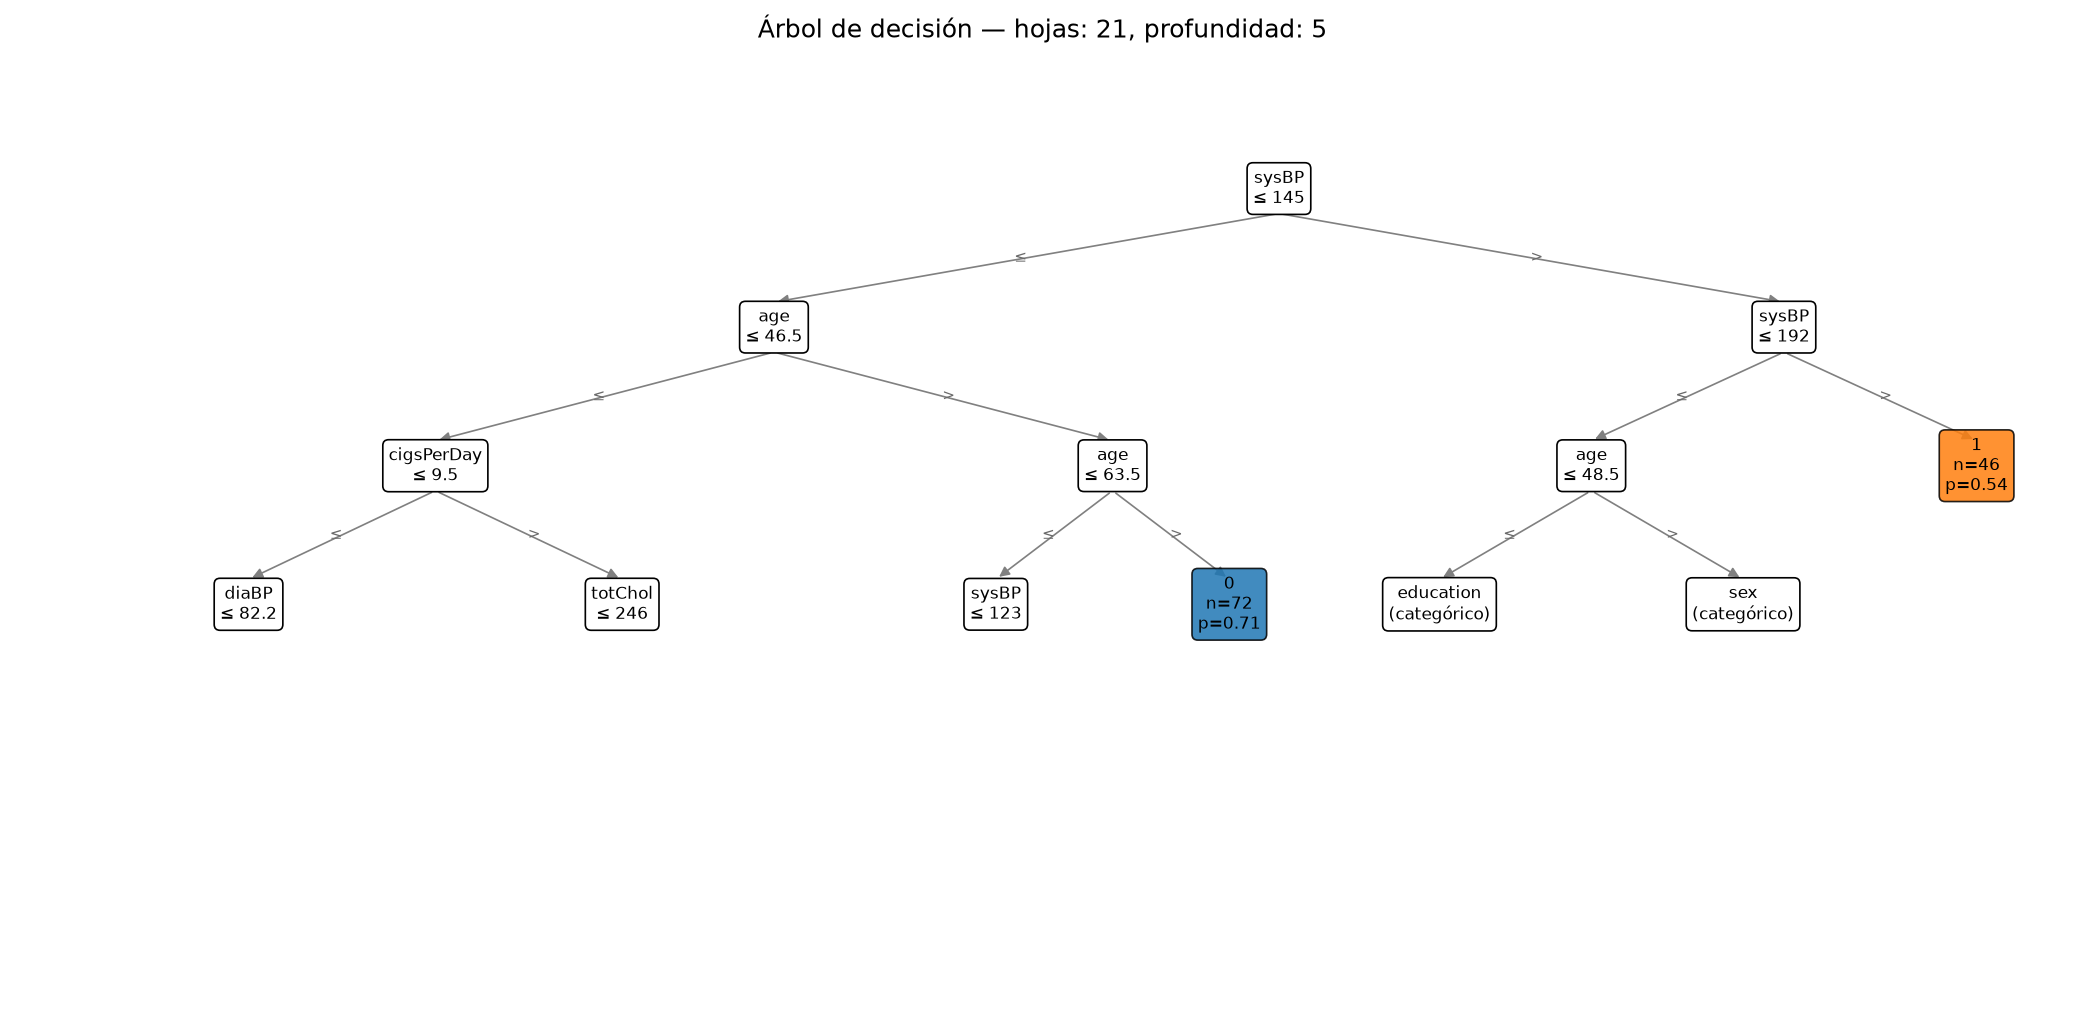 Árbol de decisión — hojas: 21, profundidad: 5
sysBP
≤ 145
≤
>
age
≤ 46.5
sysBP
≤ 192
≤
>
≤
>
cigsPerDay
≤ 9.5
age
≤ 63.5
age
≤ 48.5
1
n=46
p=0.54
≤
>
≤
>
≤
>
diaBP
≤ 82.2
totChol
≤ 246
sysBP
≤ 123
0
n=72
p=0.71
education
(categórico)
sex
(categórico)